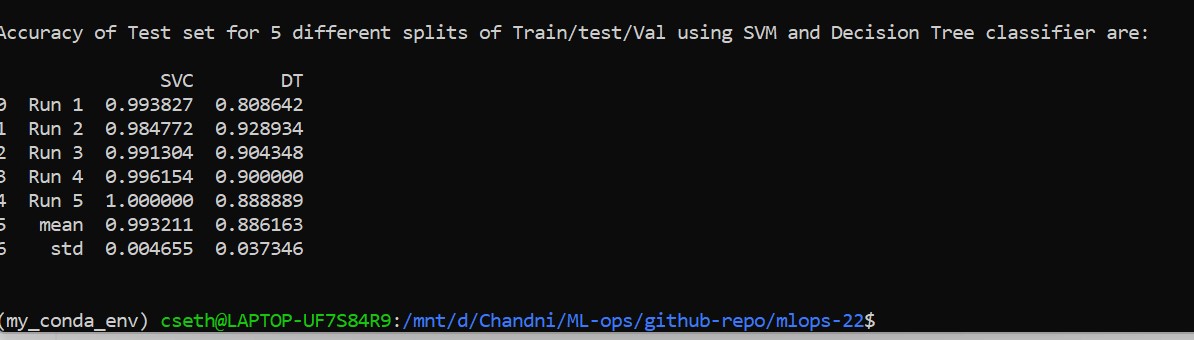 Accuracy of Test set for 5 different splits of Train/test/Val using SVM and Decision Tree classifier are:
SVC DT
0 Run 1 0.993827 0.808642
1 Run 2 0.984772 0.928934
2 Run 3 0.991304 0.904348
3 Run 4 0.996154 0.900000
4 Run 5 1.000000 0.888889
5 mean 0.993211 0.886163
6 std 0.004655 0.037346
(my_conda_env) cseth@LAPTOP-UF7S84R9:/mnt/d/Chandni/ML-ops/github-repo/mlops-22$